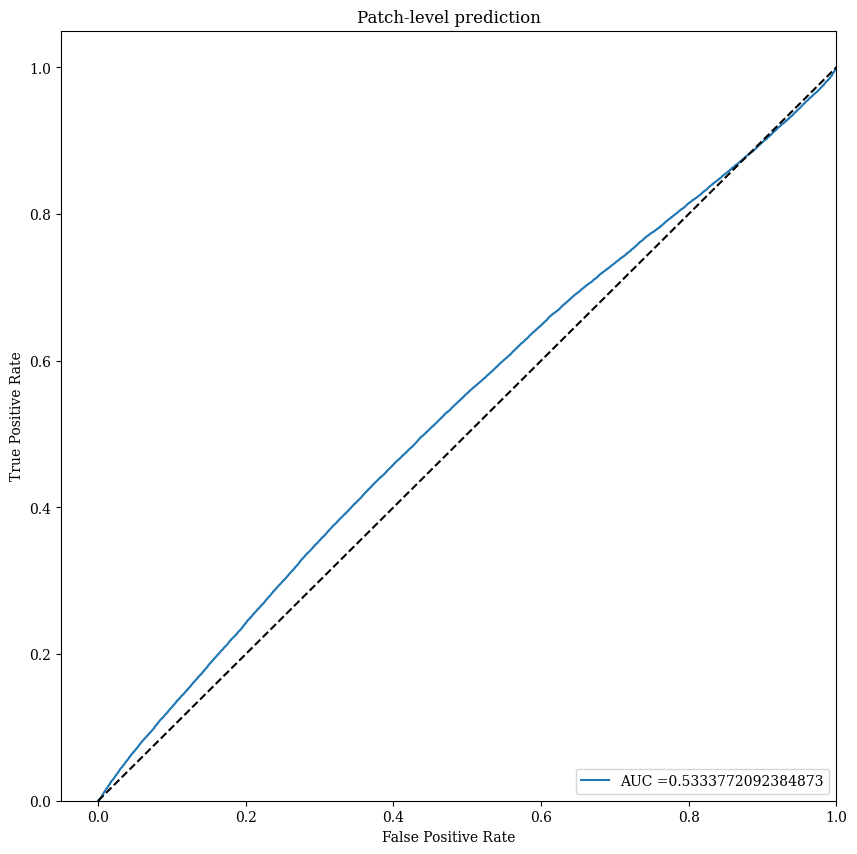 Patch-level prediction
1.0
0.8
0.6
0.4
0.2
0.0
True Positive Rate
0.0 0.2 0.4 0.6 0.8 1.0
False Positive Rate
AUC =0.5333772092384873